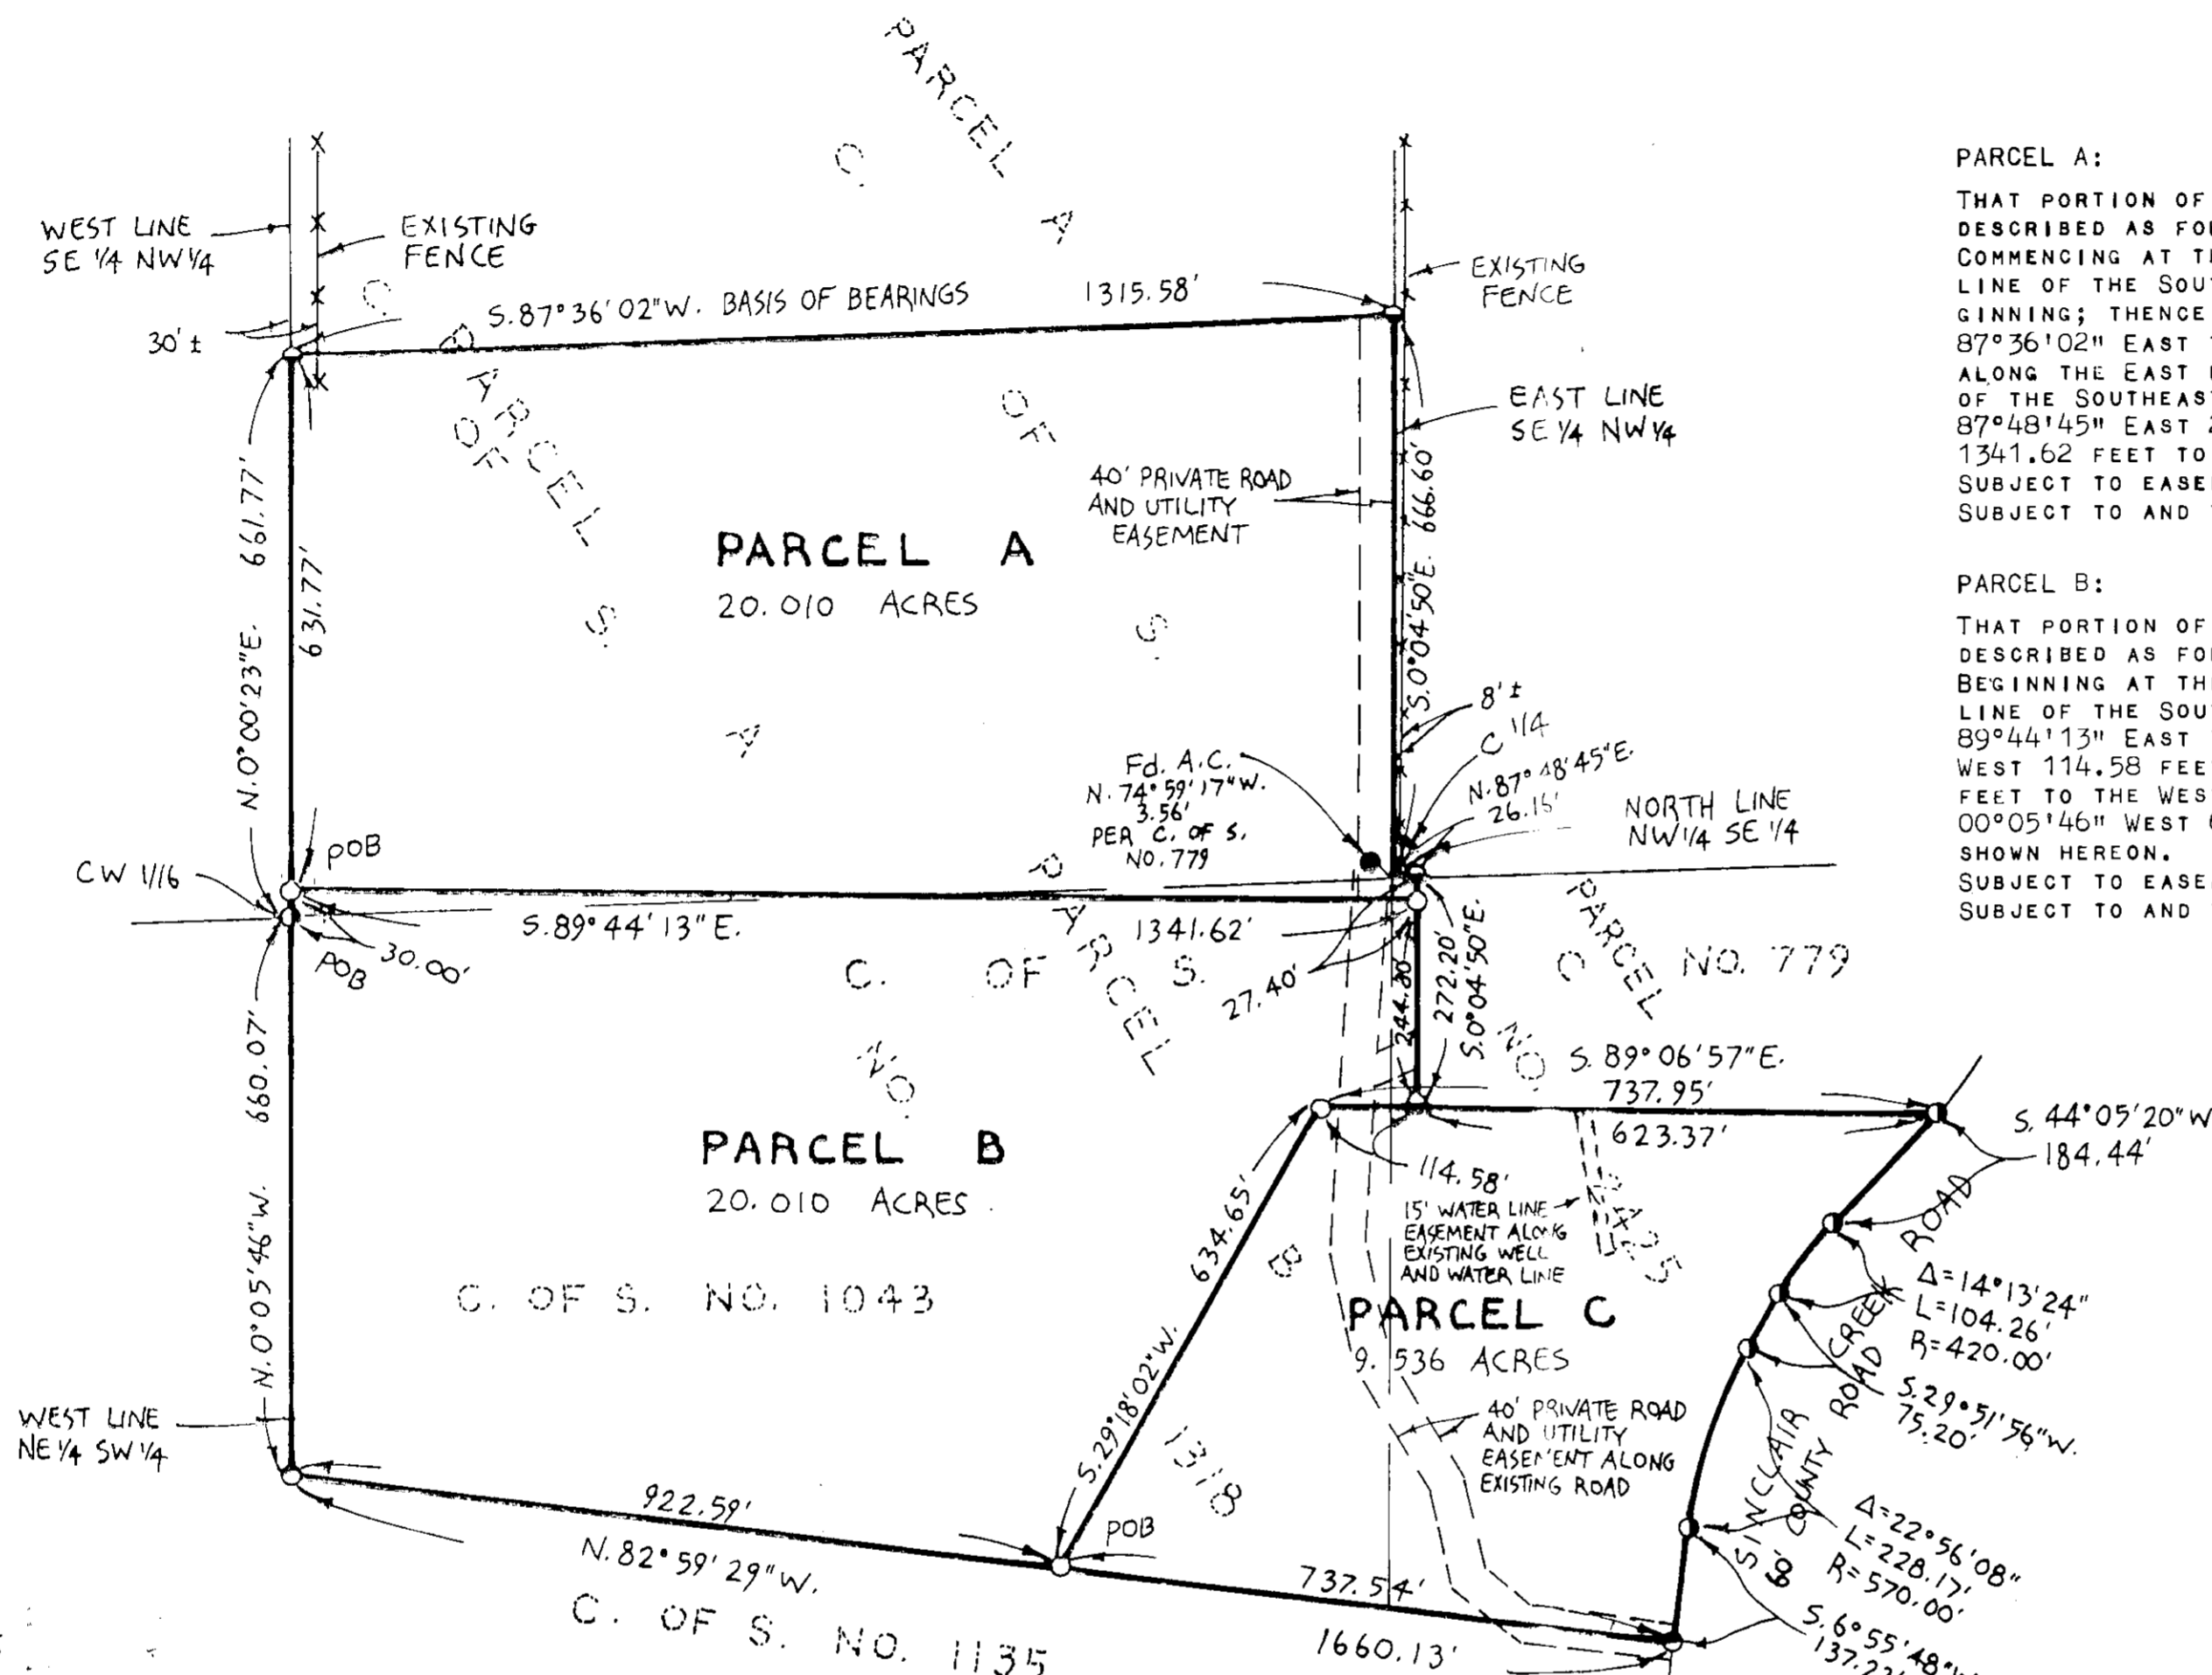 PARCEL A
C.
OF
S.
WEST LINE
SE 1/4 NW 1/4
EXISTING
FENCE
30' ±
C
PARCEL
OF
S.
A
S.87°36'02"W. BASIS OF BEARINGS
1315.58'
EXISTING
FENCE
EAST LINE
SE 1/4 NW 1/4
40' PRIVATE ROAD
AND UTILITY
EASEMENT
PARCEL A
20.010 ACRES
N.0°00'23"E. 661.77'
631.77'
S.0°04'50"E. 666.60'
8' ±
C 1/4
N.87°48'45"E.
26.16'
NORTH LINE
NW 1/4 SE 1/4
Fd. A.C.
N.74°59'17"W.
3.56'
PER C. OF S.
NO. 779
POB
CW 1/16
POB
30.00'
S.89°44'13"E.
1341.62'
27.40'
244.80'
272.20'
S.0°04'50"E.
PARCEL
C. OF S.
NO.
PARCEL
C
NO. 779
NO.
S. 89°06'57"E.
737.95'
623.37'
S. 44°05'20"W
184.44'
114.58'
15' WATER LINE
EASEMENT ALONG
EXISTING WELL
AND WATER LINE
PARCEL B
20.010 ACRES
C. OF S. NO. 1043
N.0°05'46"W. 660.07'
634.65'
S.29°18'02"W.
B
1318
PARCEL C
9.536 ACRES
40' PRIVATE ROAD
AND UTILITY
EASEMENT ALONG
EXISTING ROAD
SINCLAIR CREEK ROAD
60' COUNTY ROAD
Δ=14°13'24"
L=104.26'
R=420.00'
S.29°51'56"W.
75.20'
Δ=22°56'08"
L=228.17'
R=570.00'
S.6°55'48"W
WEST LINE
NE 1/4 SW 1/4
922.59'
N.82°59'29"W.
POB
737.54'
1660.13'
C. OF S. NO. 1135
PARCEL A:
THAT PORTION OF
DESCRIBED AS FO
COMMENCING AT T
LINE OF THE SOU
GINNING; THENCE
87°36'02" EAST
ALONG THE EAST
OF THE SOUTHEAS
87°48'45" EAST 2
1341.62 FEET TO
SUBJECT TO EASE
SUBJECT TO AND
PARCEL B:
THAT PORTION OF
DESCRIBED AS FO
BEGINNING AT TH
LINE OF THE SOU
89°44'13" EAST
WEST 114.58 FEE
FEET TO THE WES
00°05'46" WEST
SHOWN HEREON.
SUBJECT TO EASE
SUBJECT TO AND